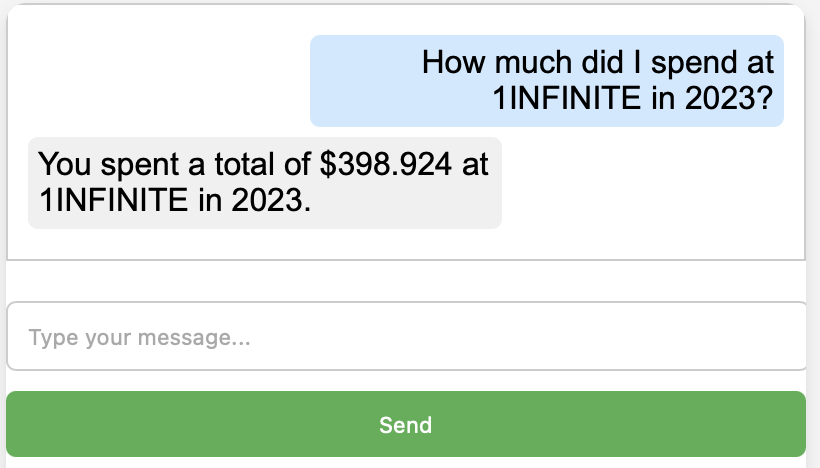 How much did I spend at
1INFINITE in 2023?
You spent a total of $398.924 at
1INFINITE in 2023.
Type your message...
Send